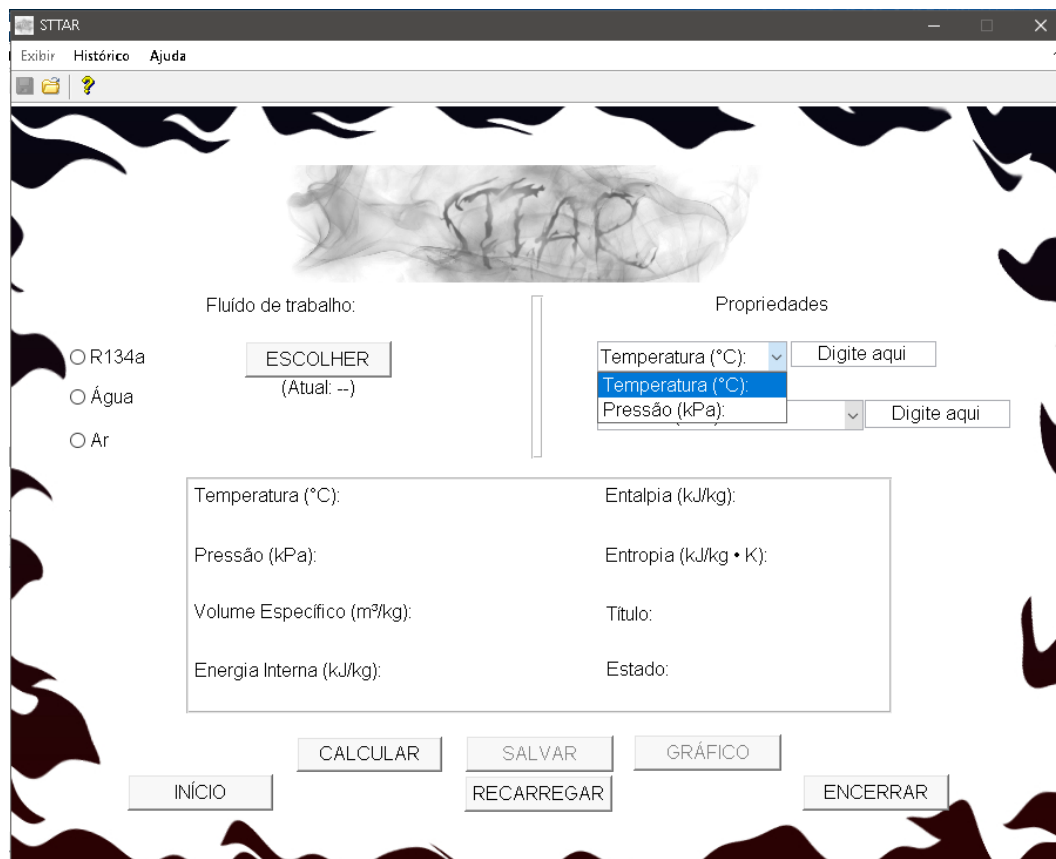 STTAR
Exibir Histórico Ajuda
STTAR
Fluído de trabalho:
Propriedades
R134a
ESCOLHER
(Atual: --)
Água
Ar
Temperatura (°C):
Digite aqui
Temperatura (°C):
Pressão (kPa):
Digite aqui
Temperatura (°C):
Entalpia (kJ/kg):
Pressão (kPa):
Entropia (kJ/kg • K):
Volume Específico (m³/kg):
Título:
Energia Interna (kJ/kg):
Estado:
CALCULAR
SALVAR
GRÁFICO
INÍCIO
RECARREGAR
ENCERRAR